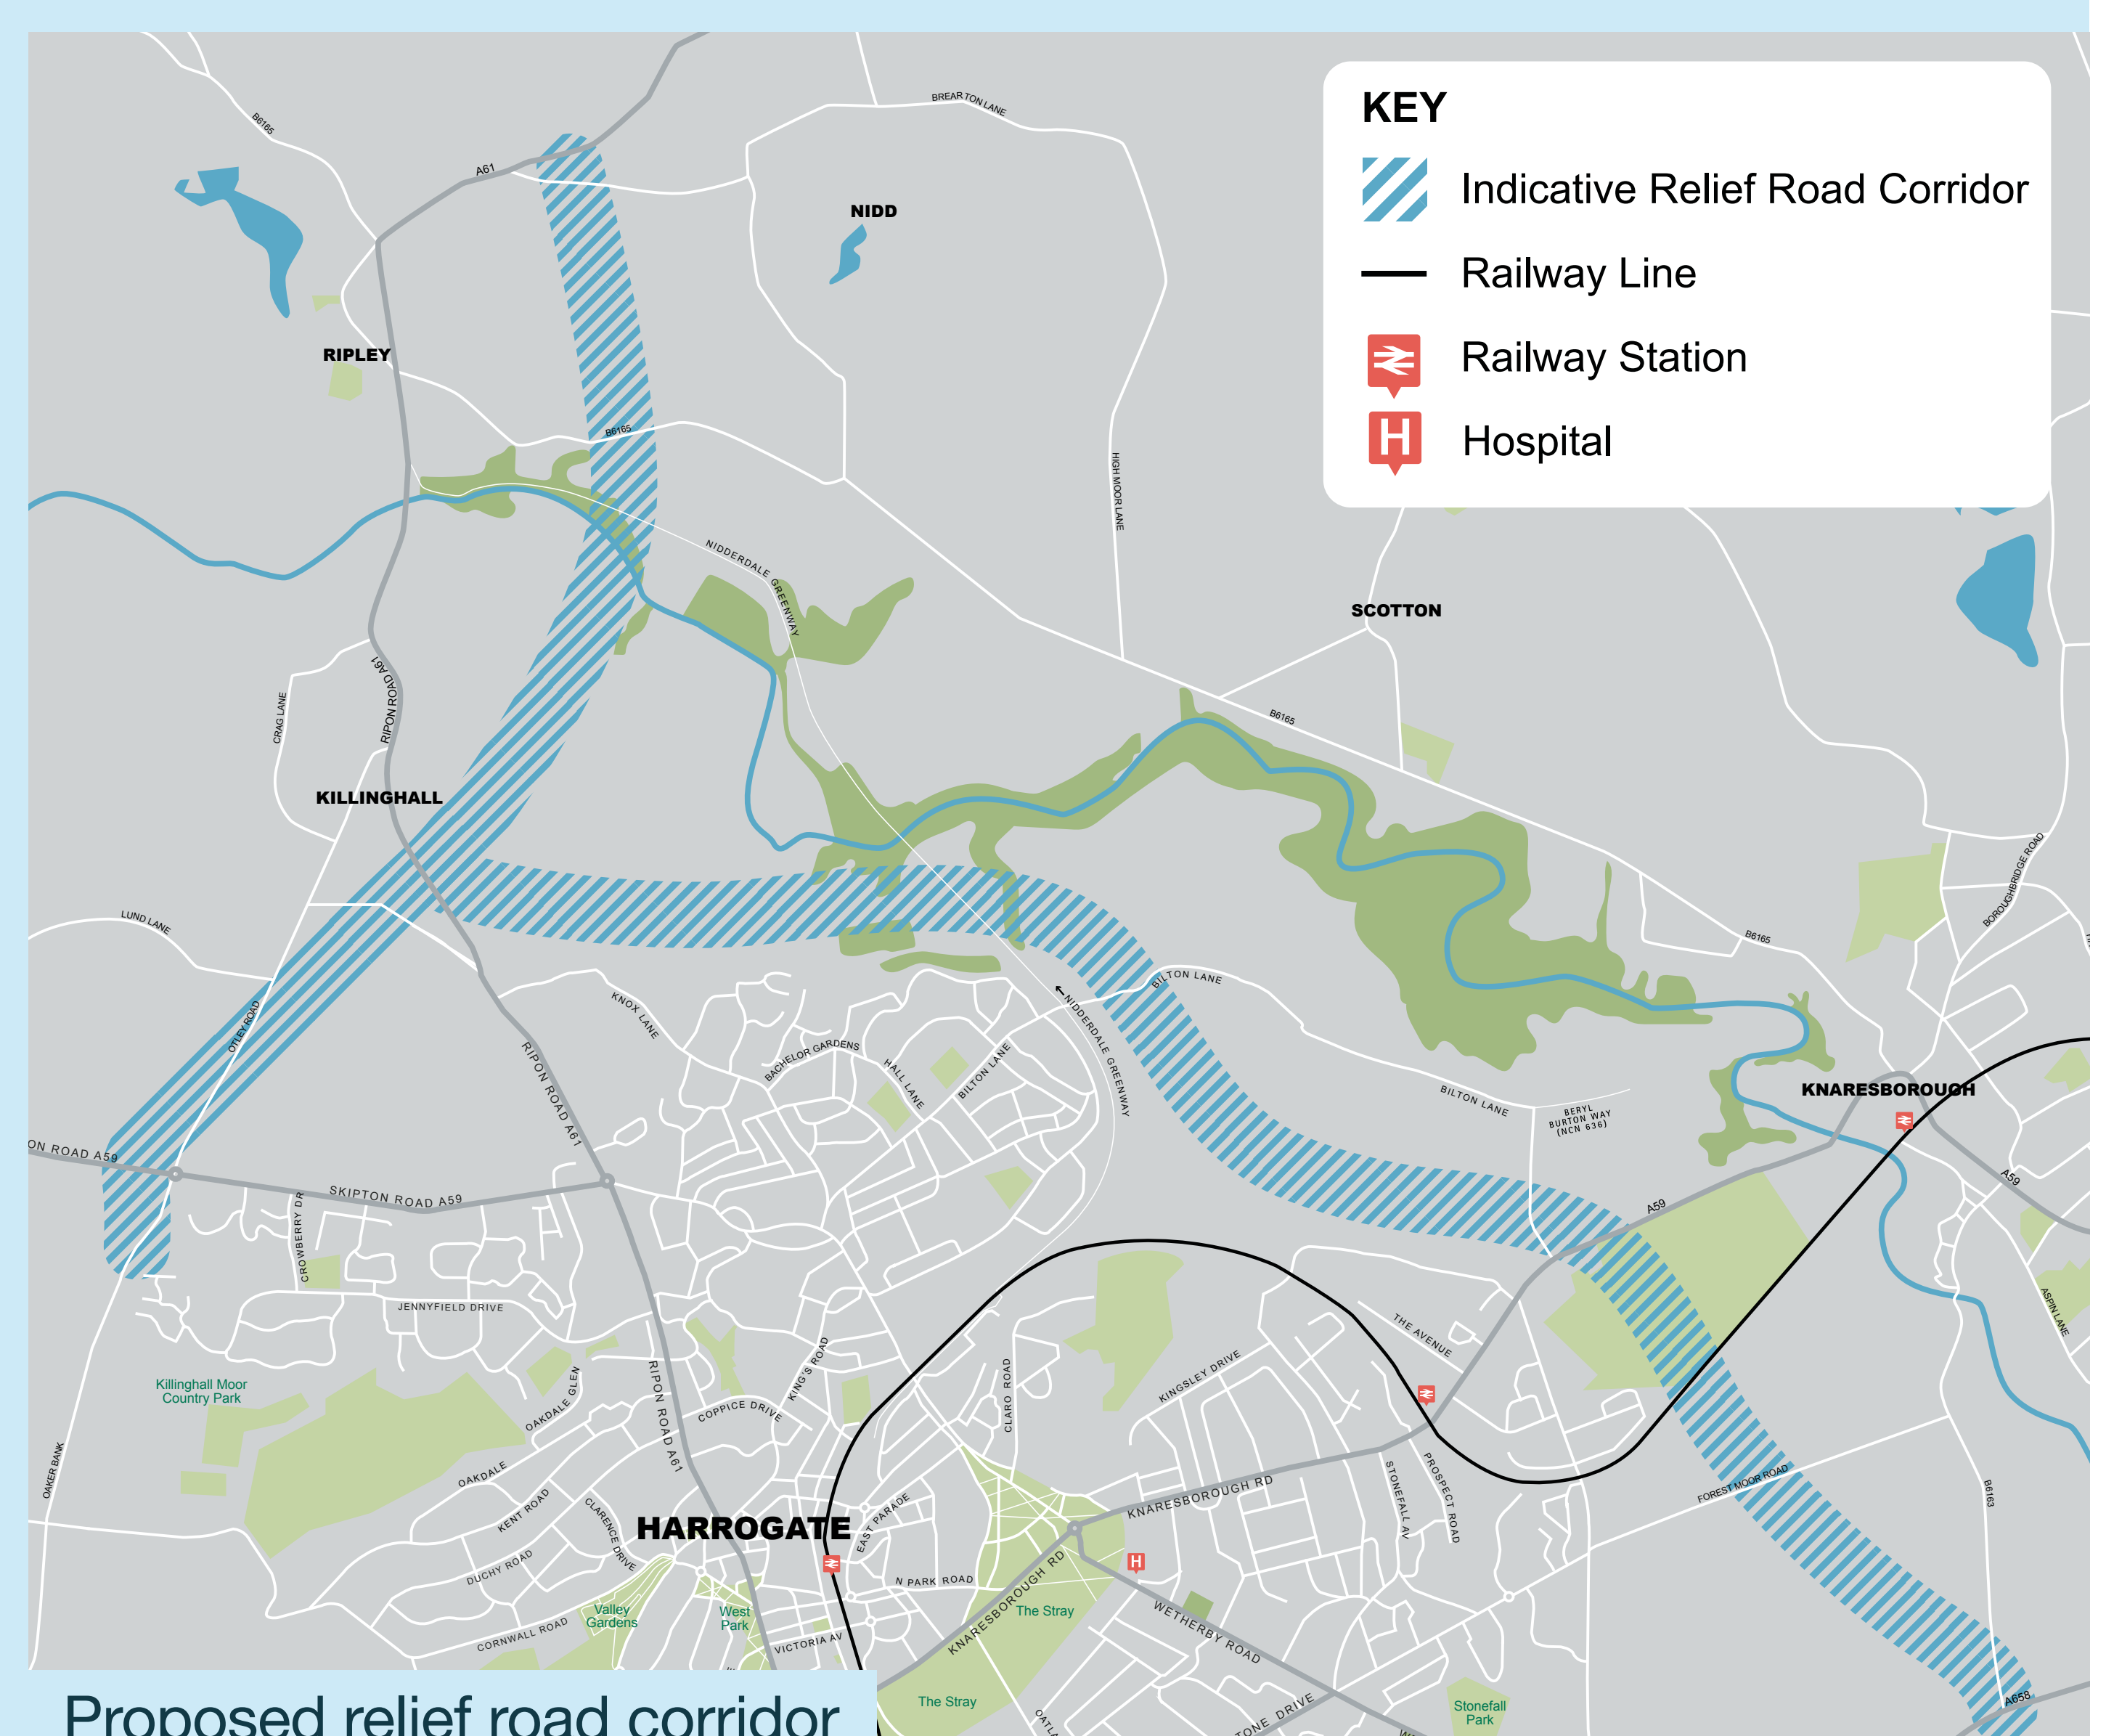 KEY
Indicative Relief Road Corridor
Railway Line
Railway Station
H Hospital
B6165
BREARTON LANE
A61
NIDD
RIPLEY
B6165
HIGH MOOR LANE
NIDDERDALE GREENWAY
SCOTTON
RIPON ROAD A61
CRAG LANE
B6165
KILLINGHALL
BOROUGHBRIDGE ROAD
LUND LANE
B6165
BILTON LANE
KNOX LANE
NIDDERDALE GREENWAY
OTLEY ROAD
RIPON ROAD A61
BACHELOR GARDENS
HALL LANE
BILTON LANE
BILTON LANE
KNARESBOROUGH
BERYL
BURTON WAY
(NCN 636)
ON ROAD A59
SKIPTON ROAD A59
A59
A59
CROWBERRY DR
JENNYFIELD DRIVE
ASPIN LANE
THE AVENUE
KING'S ROAD
CLARO ROAD
KINGSLEY DRIVE
Killinghall Moor
Country Park
OAKDALE GLEN
RIPON ROAD A61
COPPICE DRIVE
OAKER BANK
OAKDALE
KENT ROAD
CLARENCE DRIVE
KNARESBOROUGH RD
STONEFALL AV
PROSPECT ROAD
FOREST MOOR ROAD
B6163
HARROGATE
EAST PARADE
DUCHY ROAD
H
N PARK ROAD
KNARESBOROUGH RD
The Stray
Valley
Gardens
West
Park
CORNWALL ROAD
VICTORIA AV
WETHERBY ROAD
The Stray
OATLA
TONE DRIVE
Stonefall
Park
A658
Proposed relief road corridor